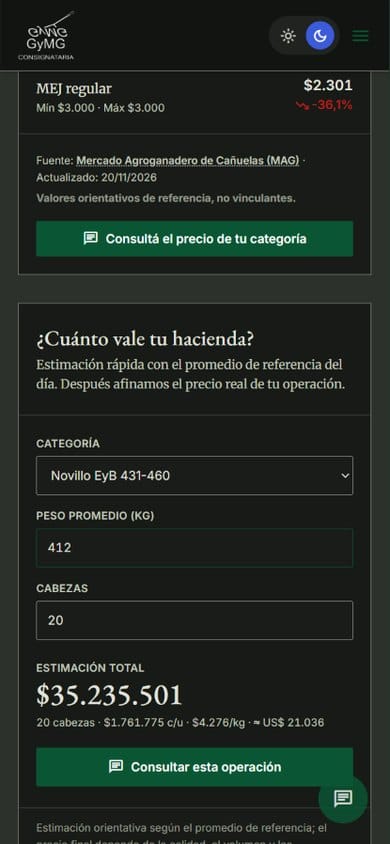 GyMG
CONSIGNATARIA
MEJ regular
$2.301
Mín $3.000 · Máx $3.000
-36,1%
Fuente: Mercado Agroganadero de Cañuelas (MAG) ·
Actualizado: 20/11/2026
Valores orientativos de referencia, no vinculantes.
Consultá el precio de tu categoría
¿Cuánto vale tu hacienda?
Estimación rápida con el promedio de referencia del
día. Después afinamos el precio real de tu operación.
CATEGORÍA
Novillo EyB 431-460
PESO PROMEDIO (KG)
412
CABEZAS
20
ESTIMACIÓN TOTAL
$35.235.501
20 cabezas · $1.761.775 c/u · $4.276/kg · ≈ US$ 21.036
Consultar esta operación
Estimación orientativa según el promedio de referencia; el